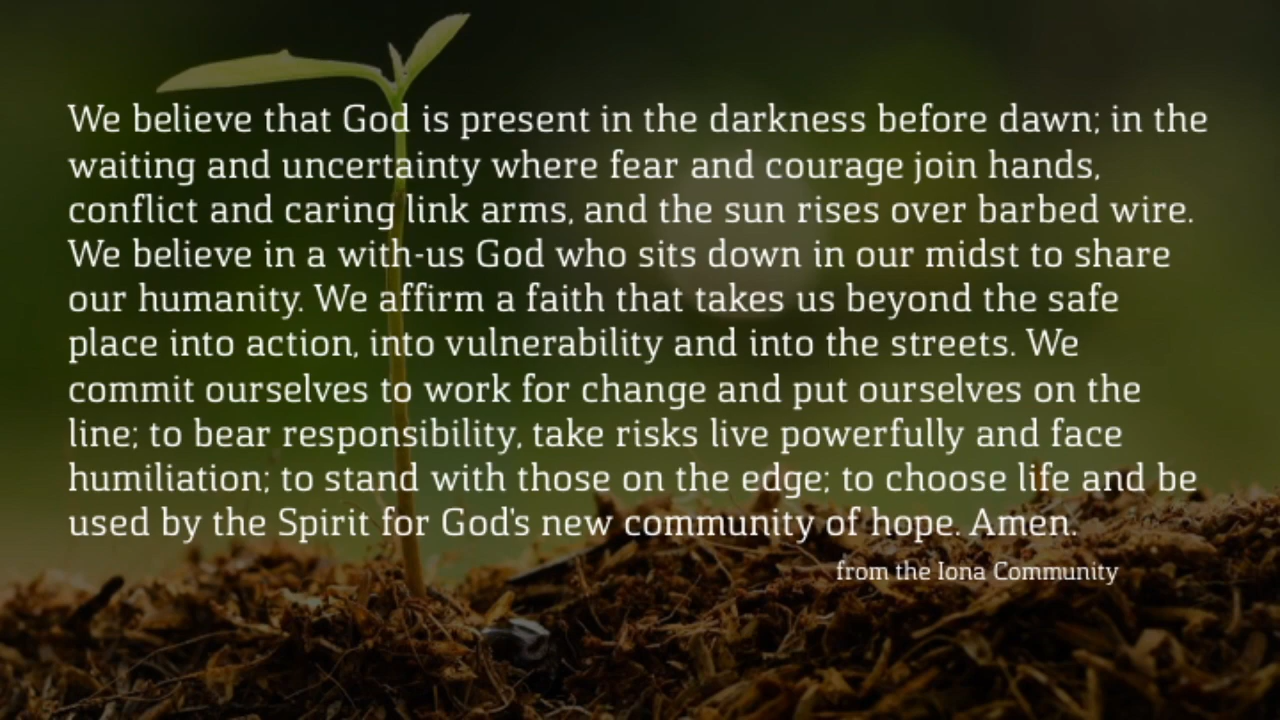 We believe that God is present in the darkness before dawn; in the
waiting and uncertainty where fear and courage join hands,
conflict and caring link arms, and the sun rises over barbed wire.
We believe in a with-us God who sits down in our midst to share
our humanity. We affirm a faith that takes us beyond the safe
place into action, into vulnerability and into the streets. We
commit ourselves to work for change and put ourselves on the
line; to bear responsibility, take risks live powerfully and face
humiliation; to stand with those on the edge; to choose life and be
used by the Spirit for God's new community of hope. Amen.
from the Iona Community